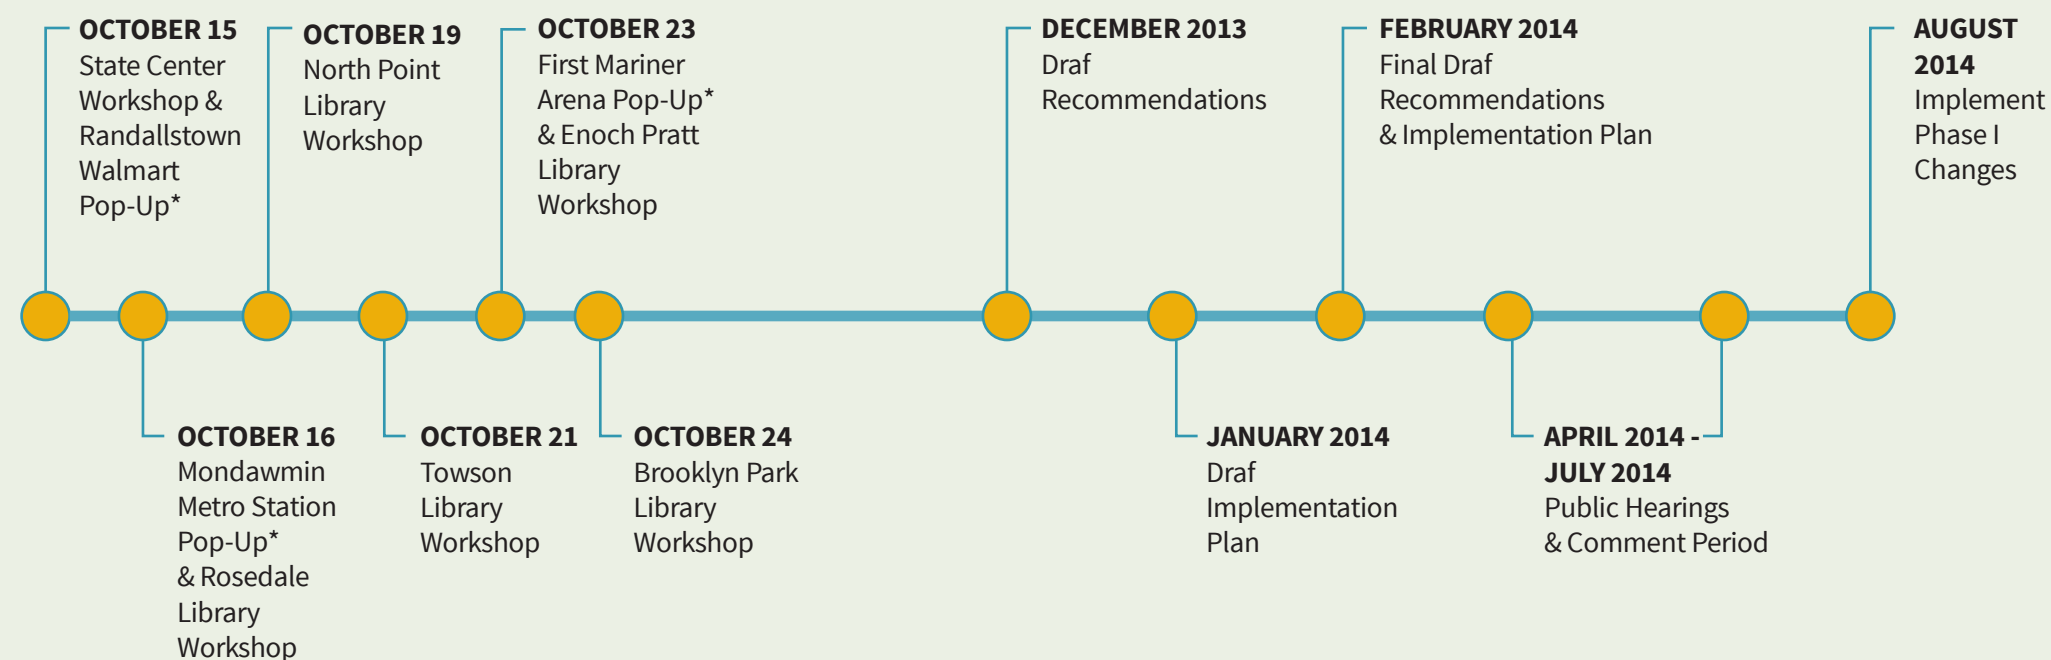 OCTOBER 15
State Center
Workshop &
Randallstown
Walmart
Pop-Up*
OCTOBER 19
North Point
Library
Workshop
OCTOBER 23
First Mariner
Arena Pop-Up*
& Enoch Pratt
Library
Workshop
DECEMBER 2013
Draf
Recommendations
FEBRUARY 2014
Final Draf
Recommendations
& Implementation Plan
AUGUST
2014
Implement
Phase I
Changes
OCTOBER 16
Mondawmin
Metro Station
Pop-Up*
& Rosedale
Library
Workshop
OCTOBER 21
Towson
Library
Workshop
OCTOBER 24
Brooklyn Park
Library
Workshop
JANUARY 2014
Draf
Implementation
Plan
APRIL 2014 -
JULY 2014
Public Hearings
& Comment Period